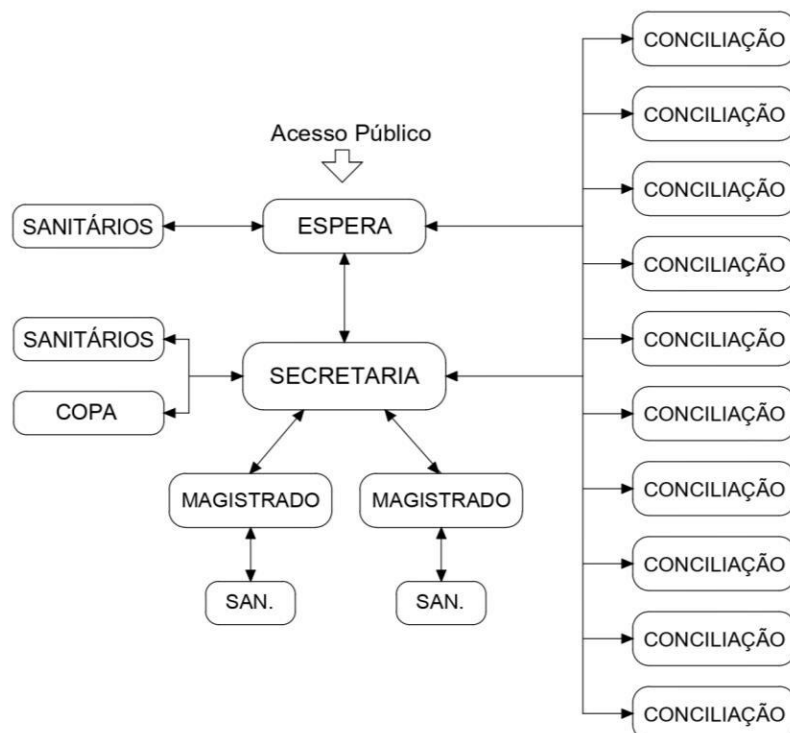 Acesso Público
ESPERA
SANITÁRIOS
SANITÁRIOS
COPA
SECRETARIA
MAGISTRADO
MAGISTRADO
SAN.
SAN.
CONCILIAÇÃO
CONCILIAÇÃO
CONCILIAÇÃO
CONCILIAÇÃO
CONCILIAÇÃO
CONCILIAÇÃO
CONCILIAÇÃO
CONCILIAÇÃO
CONCILIAÇÃO
CONCILIAÇÃO